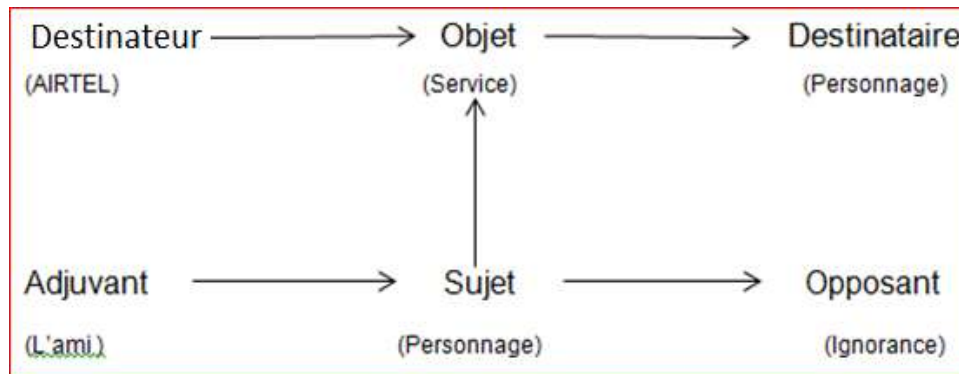 Destinateur Objet Destinataire
(AIRTEL) (Service) (Personnage)
Adjuvant Sujet Opposant
(L'ami.) (Personnage) (Ignorance)